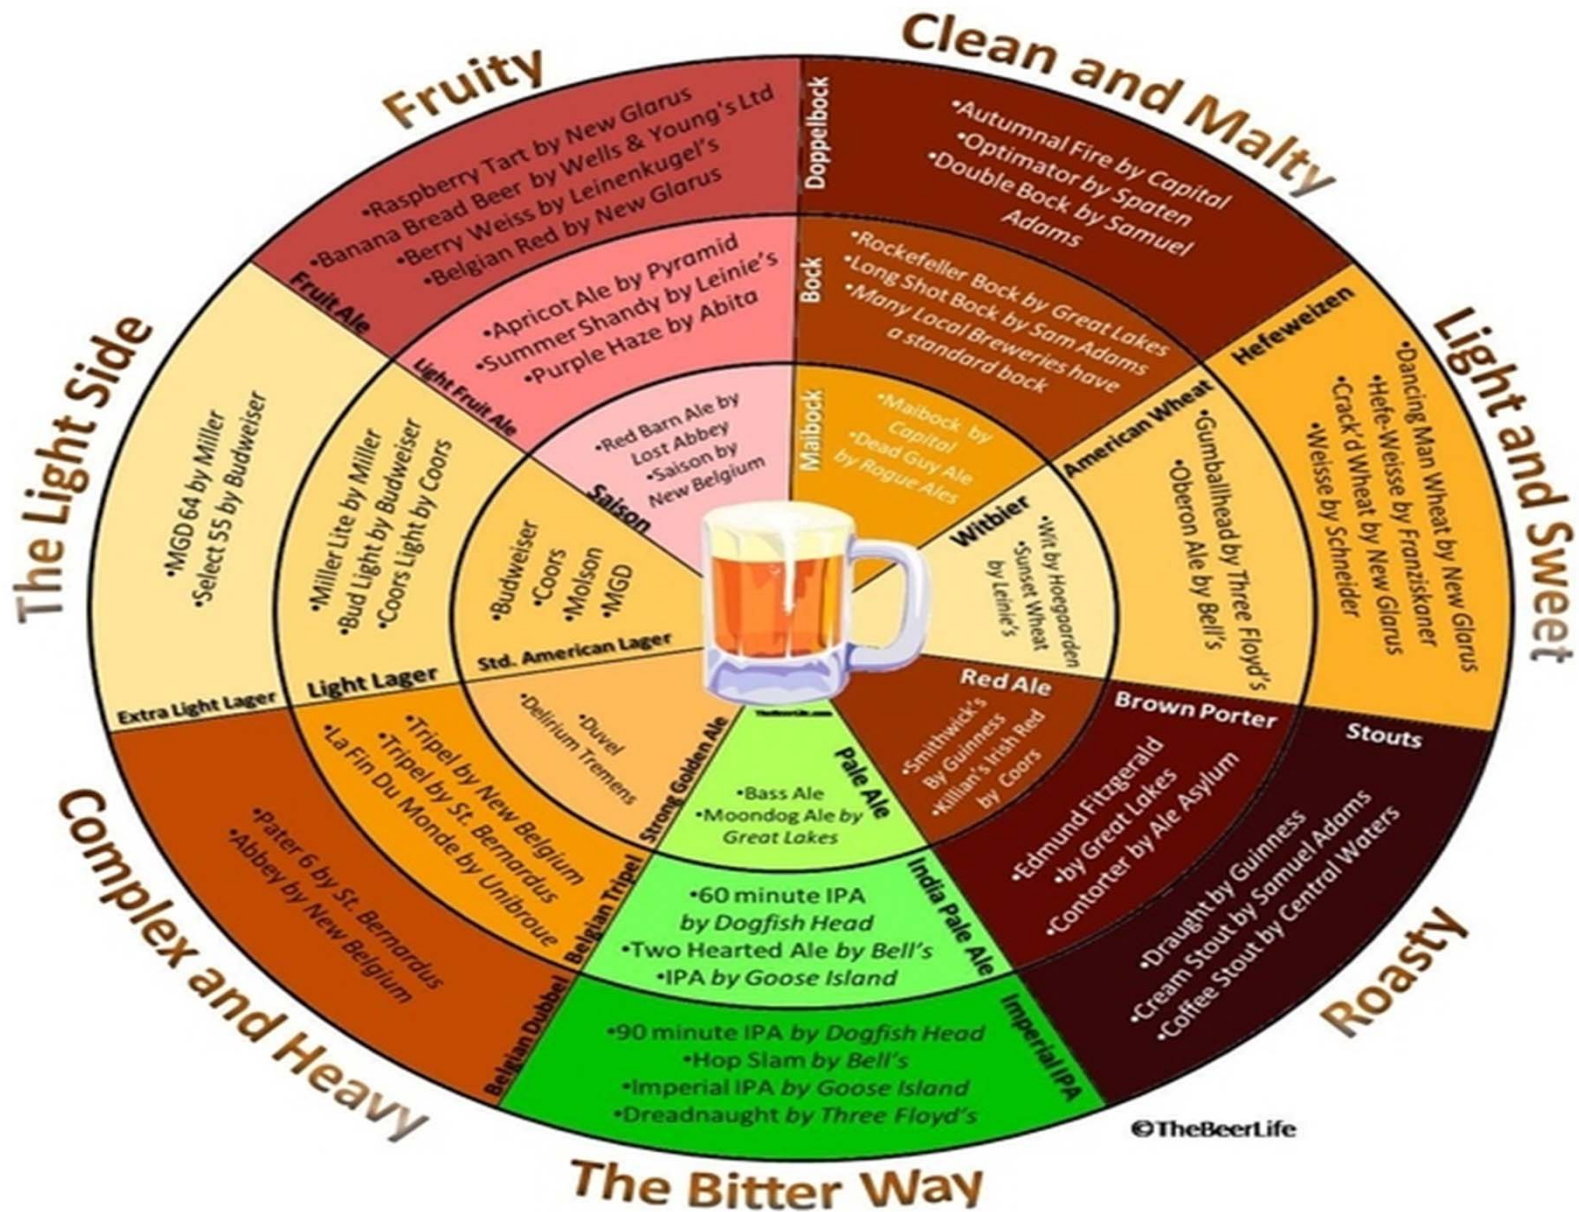 Clean and Malty
Doppelbock
•Autumnal Fire by Capital
•Optimator by Spaten
•Double Bock by Samuel
Adams
Bock
•Rockefeller Bock by Great Lakes
•Long Shot Bock by Sam Adams
•Many Local Breweries have
a standard bock
Maibock
•Maibock by
Capital
•Dead Guy Ale
by Rogue Ales
Light and Sweet
Hefeweizen
•Dancing Man Wheat by New Glarus
•Hefe-Weisse by Franziskaner
•Crack'd Wheat by New Glarus
•Weisse by Schneider
American Wheat
•Gumballhead by Three Floyd's
•Oberon Ale by Bell's
Witbier
•Wit by Hoegaarden
•Sunset Wheat
by Leinie's
Roasty
Stouts
•Draught by Guinness
•Cream Stout by Samuel Adams
•Coffee Stout by Central Waters
Brown Porter
•Edmund Fitzgerald
•by Great Lakes
•Contorter by Ale Asylum
Red Ale
•Smithwick's
By Guinness
•Killian's Irish Red
by Coors
The Bitter Way
Pale Ale
•Bass Ale
•Moondog Ale by
Great Lakes
India Pale Ale
•60 minute IPA
by Dogfish Head
•Two Hearted Ale by Bell's
•IPA by Goose Island
Imperial IPA
•90 minute IPA by Dogfish Head
•Hop Slam by Bell's
•Imperial IPA by Goose Island
•Dreadnaught by Three Floyd's
Complex and Heavy
Strong Golden Ale
•Duvel
•Delirium Tremens
Belgian Tripel
•Tripel by New Belgium
•Tripel by St. Bernardus
•La Fin Du Monde by Unibroue
Belgian Dubbel
•Pater 6 by St. Bernardus
•Abbey by New Belgium
The Light Side
Extra Light Lager
•MGD 64 by Miller
•Select 55 by Budweiser
Light Lager
•Miller Lite by Miller
•Bud Light by Budweiser
•Coors Light by Coors
Std. American Lager
•Budweiser
•Coors
•Molson
•MGD
Fruity
Fruit Ale
•Raspberry Tart by New Glarus
•Banana Bread Beer by Wells & Young's Ltd
•Berry Weiss by Leinenkugel's
•Belgian Red by New Glarus
Light Fruit Ale
•Apricot Ale by Pyramid
•Summer Shandy by Leinie's
•Purple Haze by Abita
Saison
•Red Barn Ale by
Lost Abbey
•Saison by
New Belgium
TheBeerLife.com
©TheBeerLife